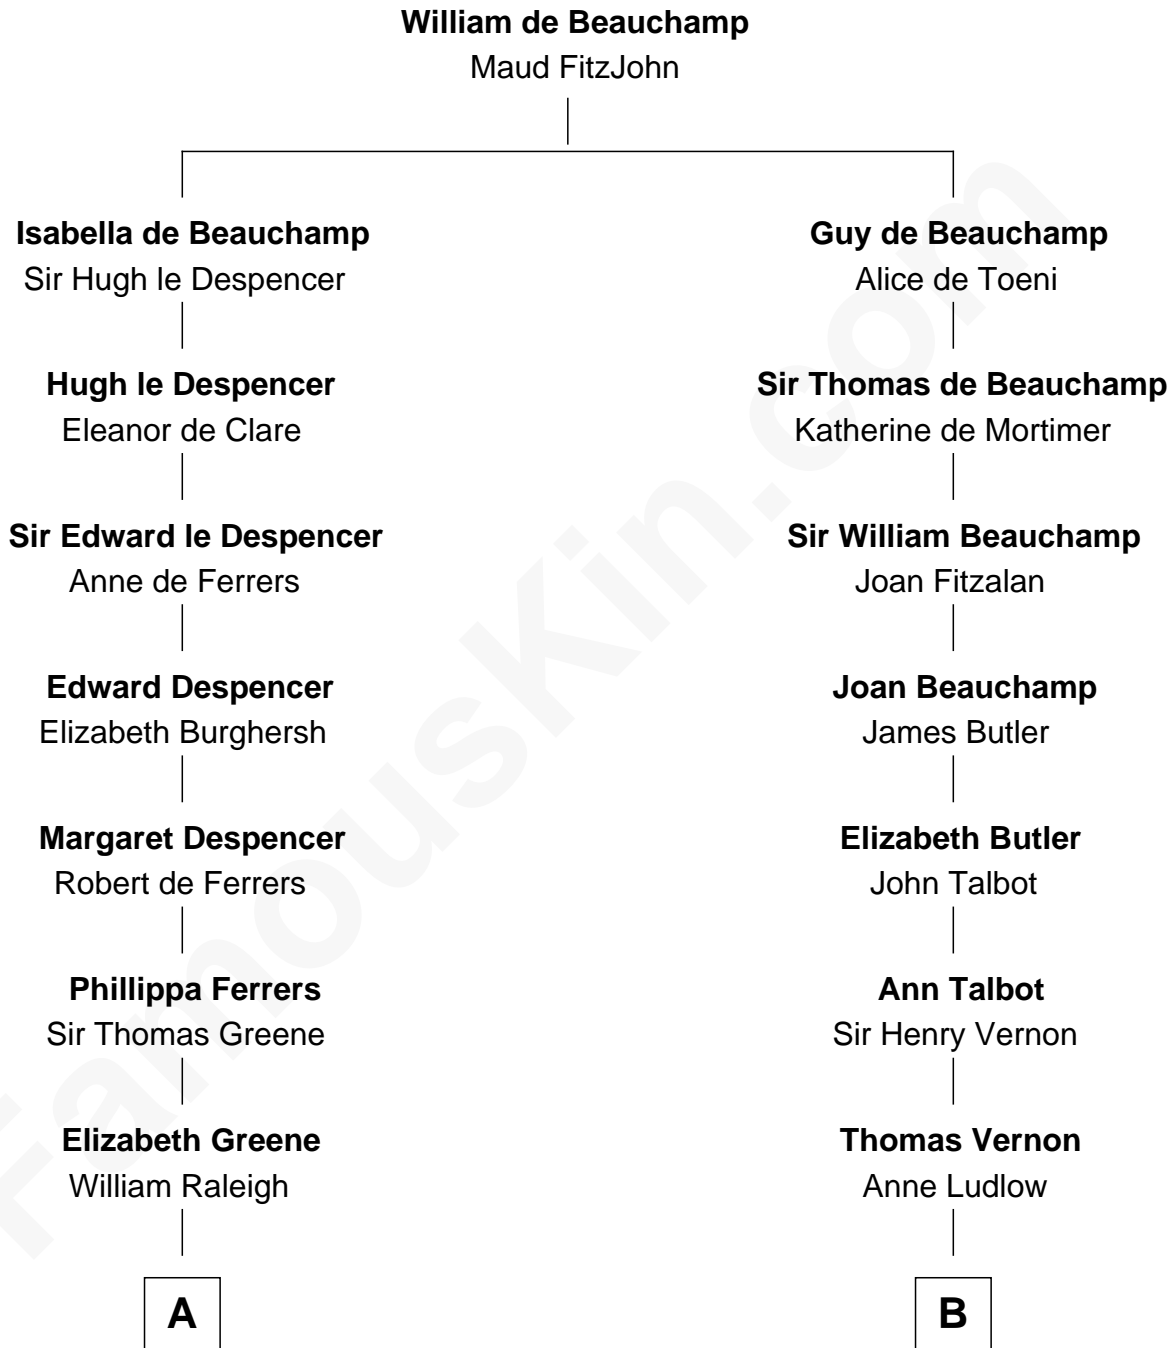 William de Beauchamp
Maud FitzJohn
Isabella de Beauchamp
Sir Hugh le Despencer
Guy de Beauchamp
Alice de Toeni
Hugh le Despencer
Eleanor de Clare
Sir Thomas de Beauchamp
Katherine de Mortimer
Sir Edward le Despencer
Anne de Ferrers
Sir William Beauchamp
Joan Fitzalan
Edward Despencer
Elizabeth Burghersh
Joan Beauchamp
James Butler
Margaret Despencer
Robert de Ferrers
Elizabeth Butler
John Talbot
Phillippa Ferrers
Sir Thomas Greene
Ann Talbot
Sir Henry Vernon
Elizabeth Greene
William Raleigh
Thomas Vernon
Anne Ludlow
A
B
FamousKin.com